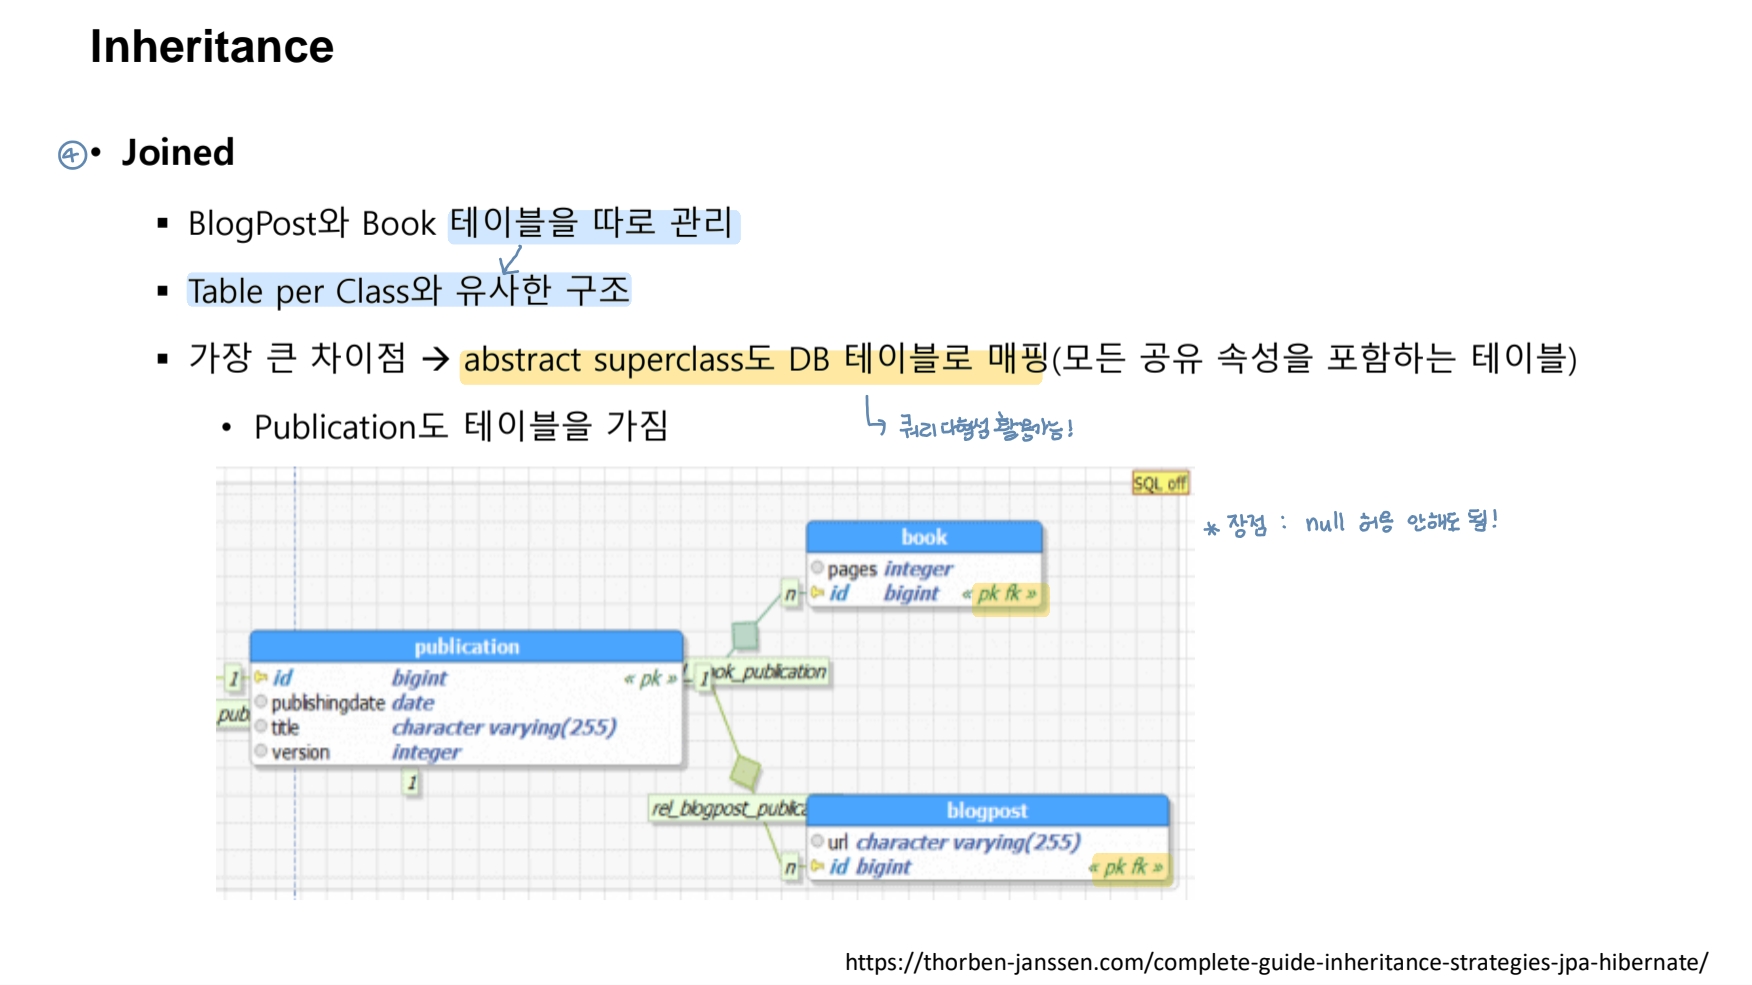 Inheritance
④• Joined
▪ BlogPost와 Book 테이블을 따로 관리
▪ Table per Class와 유사한 구조
▪ 가장 큰 차이점 → abstract superclass도 DB 테이블로 매핑(모든 공유 속성을 포함하는 테이블)
• Publication도 테이블을 가짐
↳ 쿼리 다형성 활용가능!
SQL off
* 장점 : null 허용 안해도 됨!
book
pages integer
n id bigint « pk fk »
publication
1 id bigint « pk » 1 ook_publication
publishingdate date
pub
title character varying(255)
version integer
1
rel_blogpost_publica
blogpost
url character varying(255)
n id bigint « pk fk »
https://thorben-janssen.com/complete-guide-inheritance-strategies-jpa-hibernate/